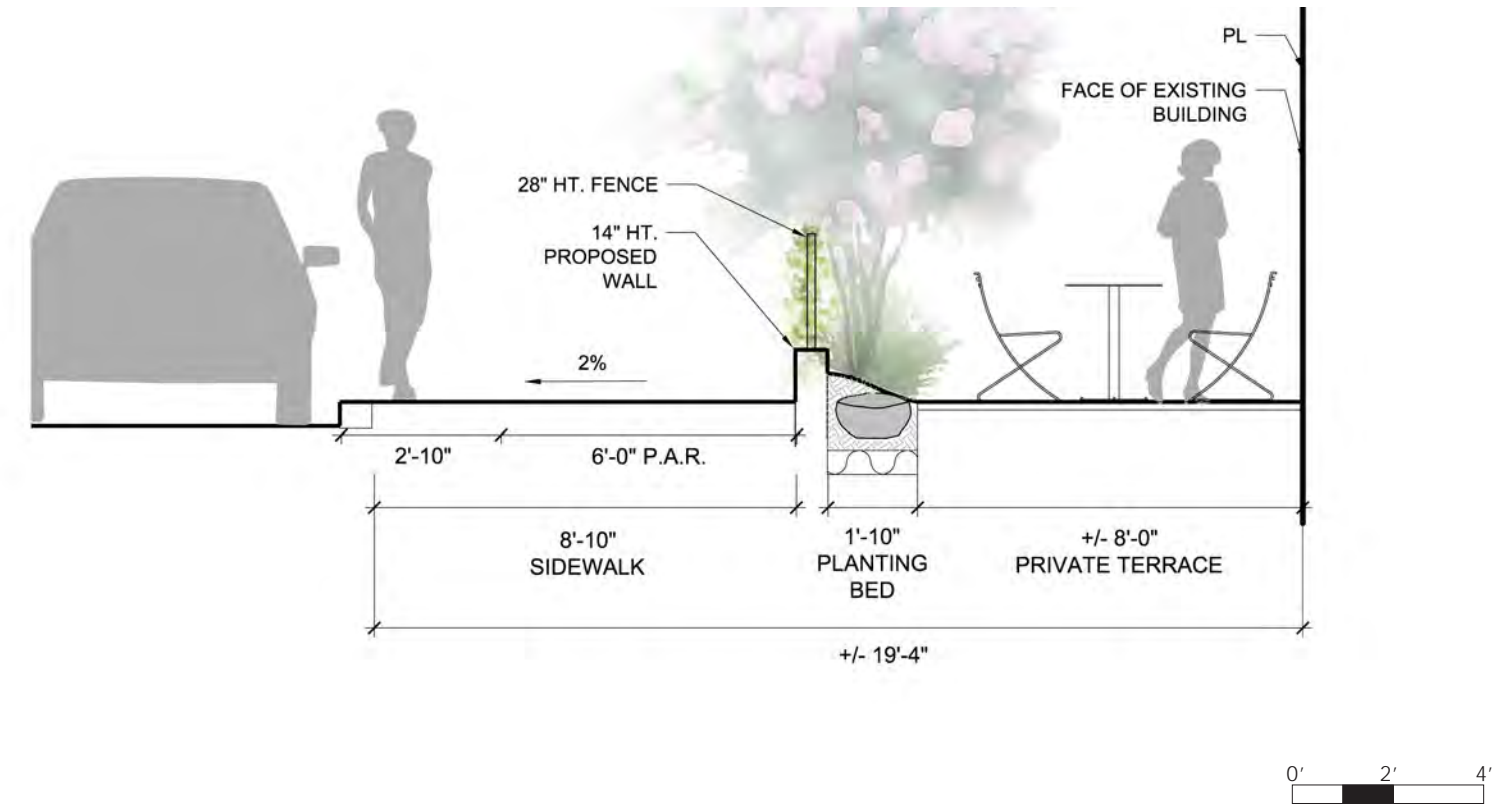 PL
FACE OF EXISTING
BUILDING
28" HT. FENCE
14" HT.
PROPOSED
WALL
2%
2'-10"
6'-0" P.A.R.
8'-10"
SIDEWALK
1'-10"
PLANTING
BED
+/- 8'-0"
PRIVATE TERRACE
+/- 19'-4"
0' 2' 4'